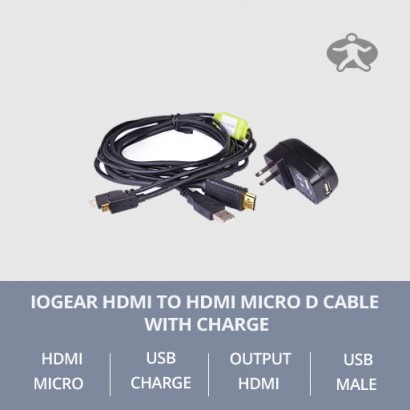 IOGEAR HDMI TO HDMI MICRO D CABLE
WITH CHARGE
HDMI
MICRO
USB
CHARGE
OUTPUT
HDMI
USB
MALE